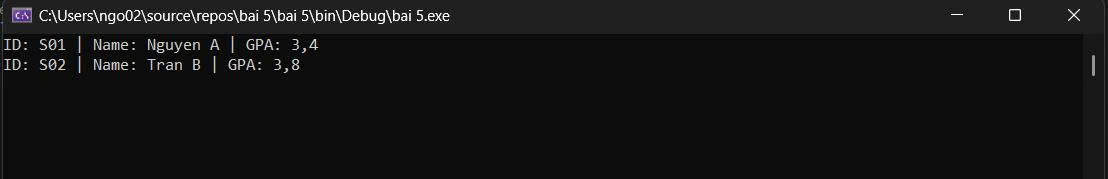 C:\Users\ngo02\source\repos\bai 5\bai 5\bin\Debug\bai 5.exe
ID: S01 | Name: Nguyen A | GPA: 3,4
ID: S02 | Name: Tran B | GPA: 3,8